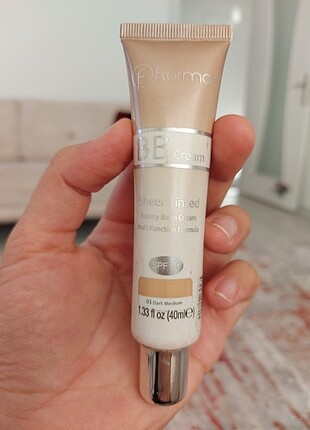 flormar
BB Cream
Sheer Tinted
Beauty Balm Cream
Multi-Function Formula
SPF
03 Dark Medium
1.33 fl oz (40ml℮)